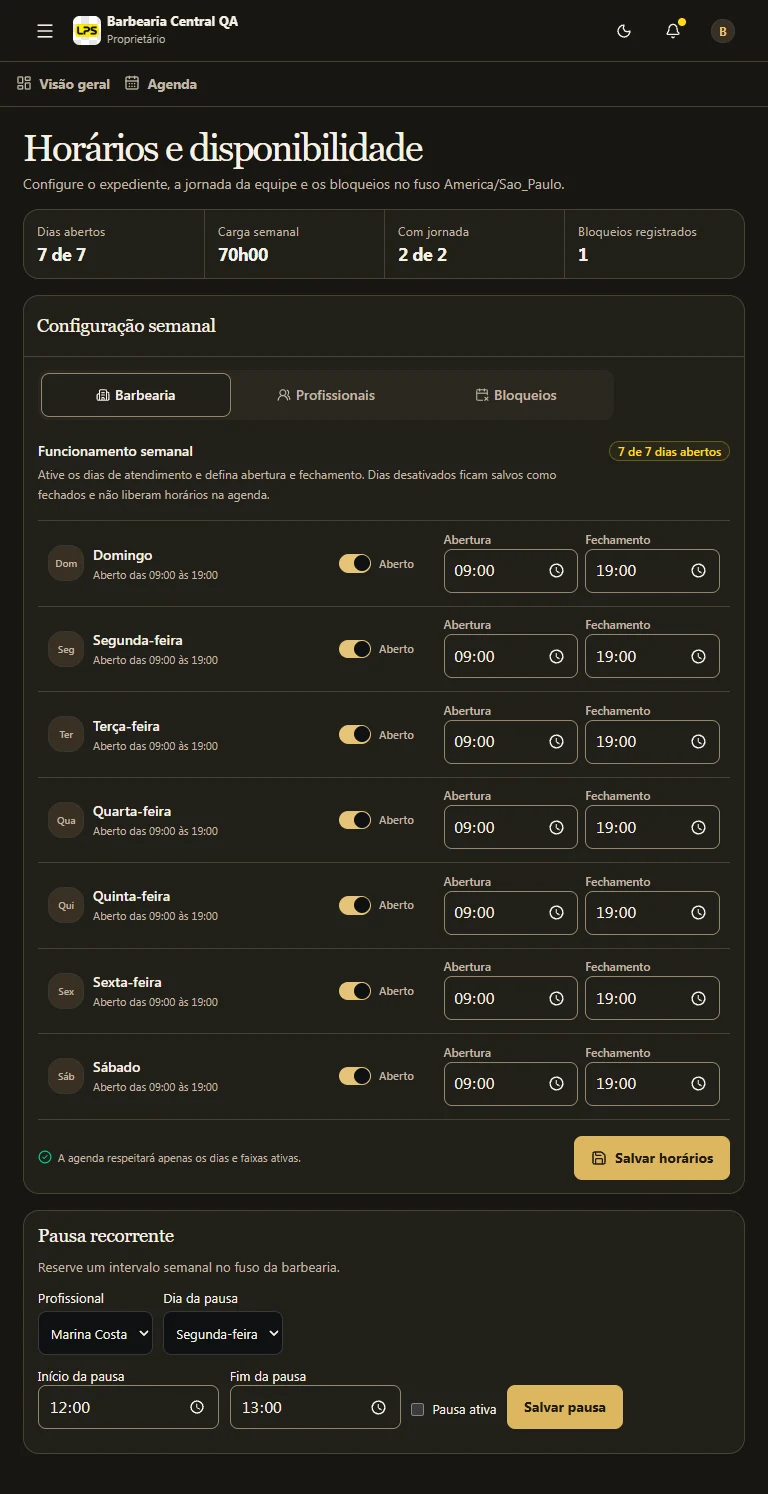 LPS
Barbearia Central QA
Proprietário
B
Visão geral
Agenda
Horários e disponibilidade
Configure o expediente, a jornada da equipe e os bloqueios no fuso America/Sao_Paulo.
Dias abertos
7 de 7
Carga semanal
70h00
Com jornada
2 de 2
Bloqueios registrados
1
Configuração semanal
Barbearia
Profissionais
Bloqueios
Funcionamento semanal
7 de 7 dias abertos
Ative os dias de atendimento e defina abertura e fechamento. Dias desativados ficam salvos como
fechados e não liberam horários na agenda.
Dom
Domingo
Aberto das 09:00 às 19:00
Aberto
Abertura
09:00
Fechamento
19:00
Seg
Segunda-feira
Aberto das 09:00 às 19:00
Aberto
Abertura
09:00
Fechamento
19:00
Ter
Terça-feira
Aberto das 09:00 às 19:00
Aberto
Abertura
09:00
Fechamento
19:00
Qua
Quarta-feira
Aberto das 09:00 às 19:00
Aberto
Abertura
09:00
Fechamento
19:00
Qui
Quinta-feira
Aberto das 09:00 às 19:00
Aberto
Abertura
09:00
Fechamento
19:00
Sex
Sexta-feira
Aberto das 09:00 às 19:00
Aberto
Abertura
09:00
Fechamento
19:00
Sáb
Sábado
Aberto das 09:00 às 19:00
Aberto
Abertura
09:00
Fechamento
19:00
A agenda respeitará apenas os dias e faixas ativas.
Salvar horários
Pausa recorrente
Reserve um intervalo semanal no fuso da barbearia.
Profissional
Marina Costa
Dia da pausa
Segunda-feira
Início da pausa
12:00
Fim da pausa
13:00
Pausa ativa
Salvar pausa